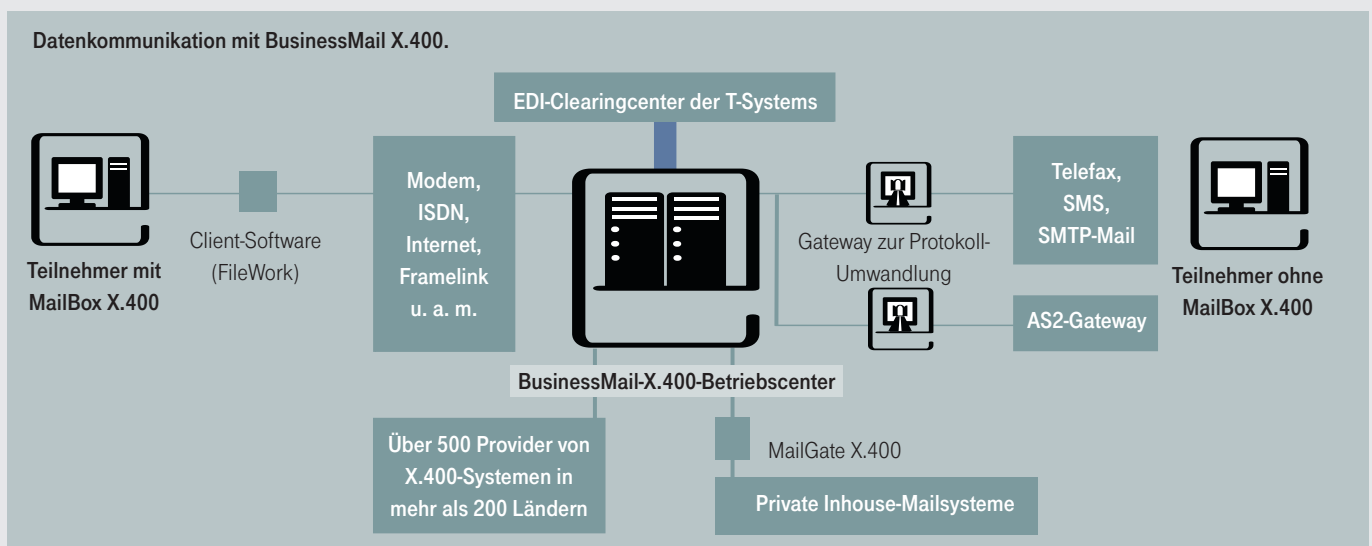 Datenkommunikation mit BusinessMail X.400.
EDI-Clearingcenter der T-Systems
Teilnehmer mit
MailBox X.400
Client-Software
(FileWork)
Modem,
ISDN,
Internet,
Framelink
u. a. m.
Gateway zur Protokoll-
Umwandlung
Telefax,
SMS,
SMTP-Mail
Teilnehmer ohne
MailBox X.400
AS2-Gateway
BusinessMail-X.400-Betriebscenter
Über 500 Provider von
X.400-Systemen in
mehr als 200 Ländern
MailGate X.400
Private Inhouse-Mailsysteme